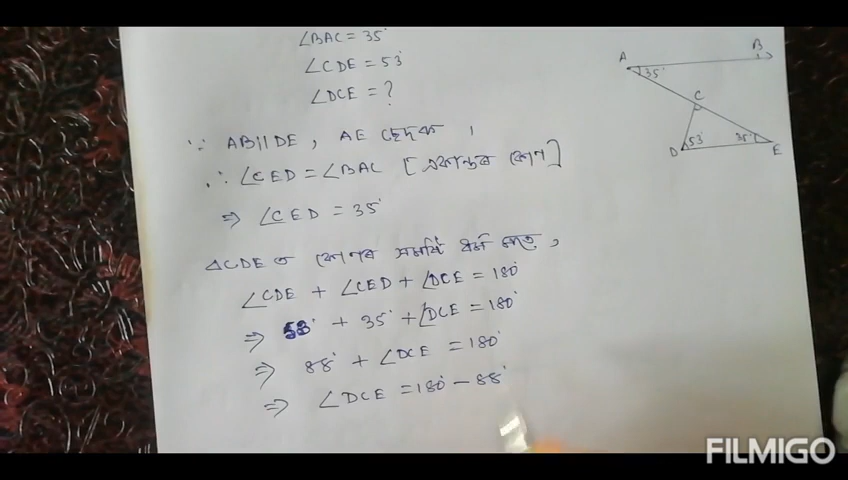 ∠BAC = 35°
∠CDE = 53°
∠DCE = ?
∵ AB||DE, AE ছেদক ।
∴ ∠CED = ∠BAC [একান্তৰ কোণ]
⇒ ∠CED = 35°
△CDE ত কোণৰ সমষ্টি ধৰ্ম মতে,
∠CDE + ∠CED + ∠DCE = 180°
⇒ 53° + 35° + ∠DCE = 180°
⇒ 88° + ∠DCE = 180°
⇒ ∠DCE = 180° - 88°
A B
35°
C
53° 35°
D E
FILMIGO